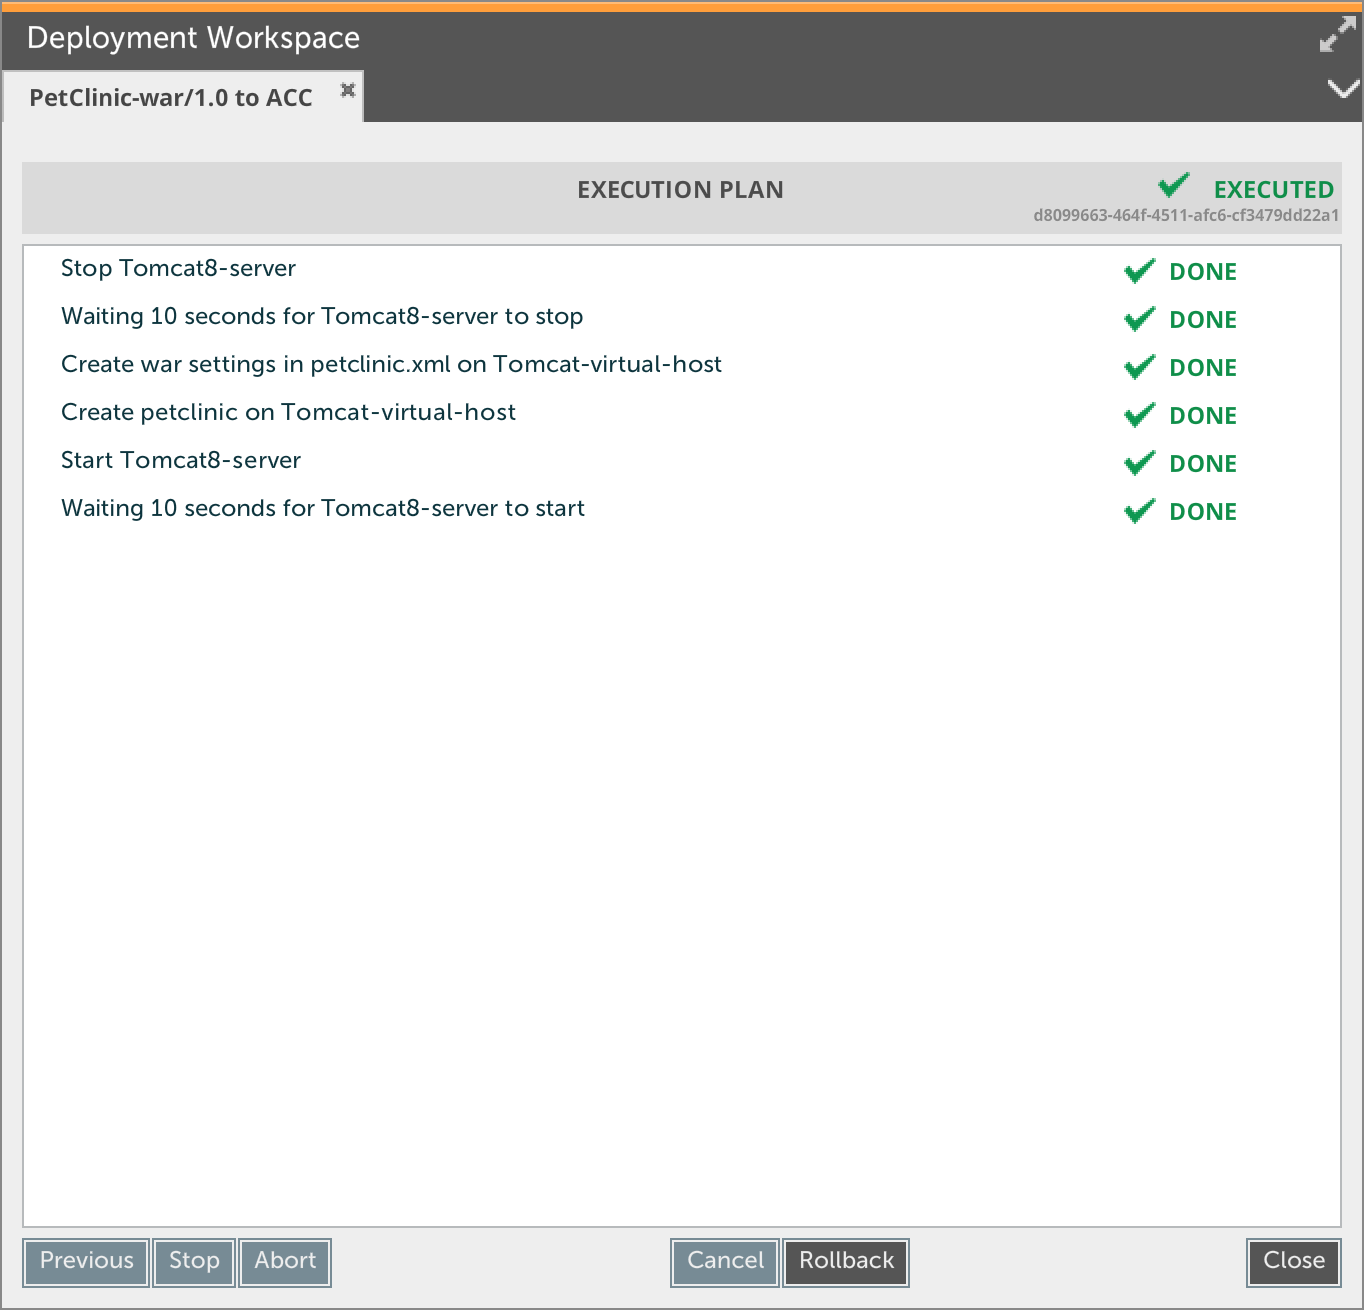 Deployment Workspace
PetClinic-war/1.0 to ACC
EXECUTION PLAN
EXECUTED
d8099663-464f-4511-afc6-cf3479dd22a1
Stop Tomcat8-server DONE
Waiting 10 seconds for Tomcat8-server to stop DONE
Create war settings in petclinic.xml on Tomcat-virtual-host DONE
Create petclinic on Tomcat-virtual-host DONE
Start Tomcat8-server DONE
Waiting 10 seconds for Tomcat8-server to start DONE
Previous Stop Abort Cancel Rollback Close